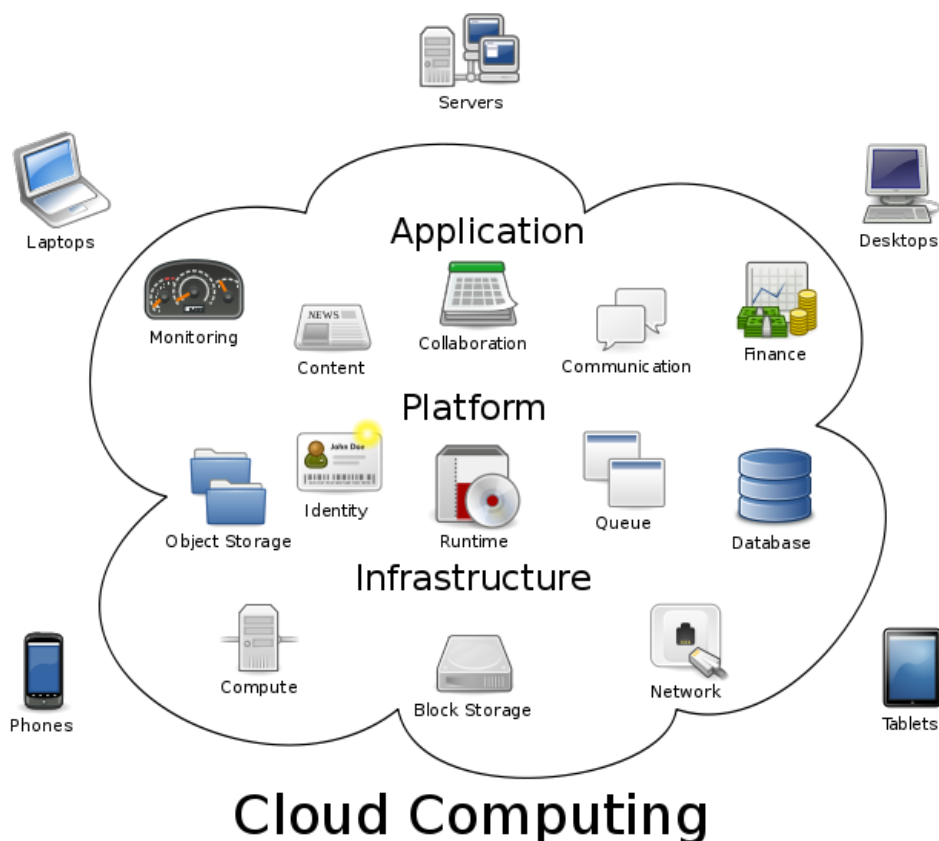 Servers
Laptops
Desktops
Application
Monitoring
NEWS
Content
Collaboration
Communication
Finance
Platform
John Doe
Object Storage
Identity
Runtime
Queue
Database
Infrastructure
Compute
Block Storage
Network
Phones
Tablets
Cloud Computing